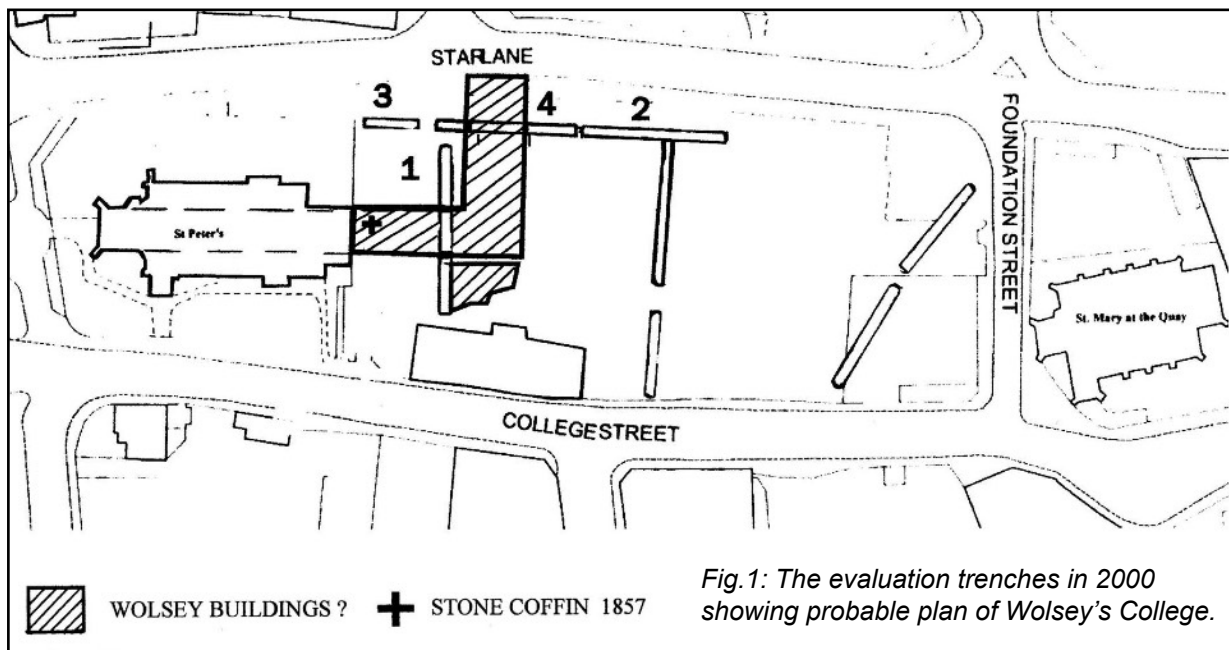 STARLANE
3
4
2
1
FOUNDATION STREET
St Peter's
St. Mary at the Quay
COLLEGESTREET
WOLSEY BUILDINGS ?
STONE COFFIN 1857
Fig.1: The evaluation trenches in 2000
showing probable plan of Wolsey's College.